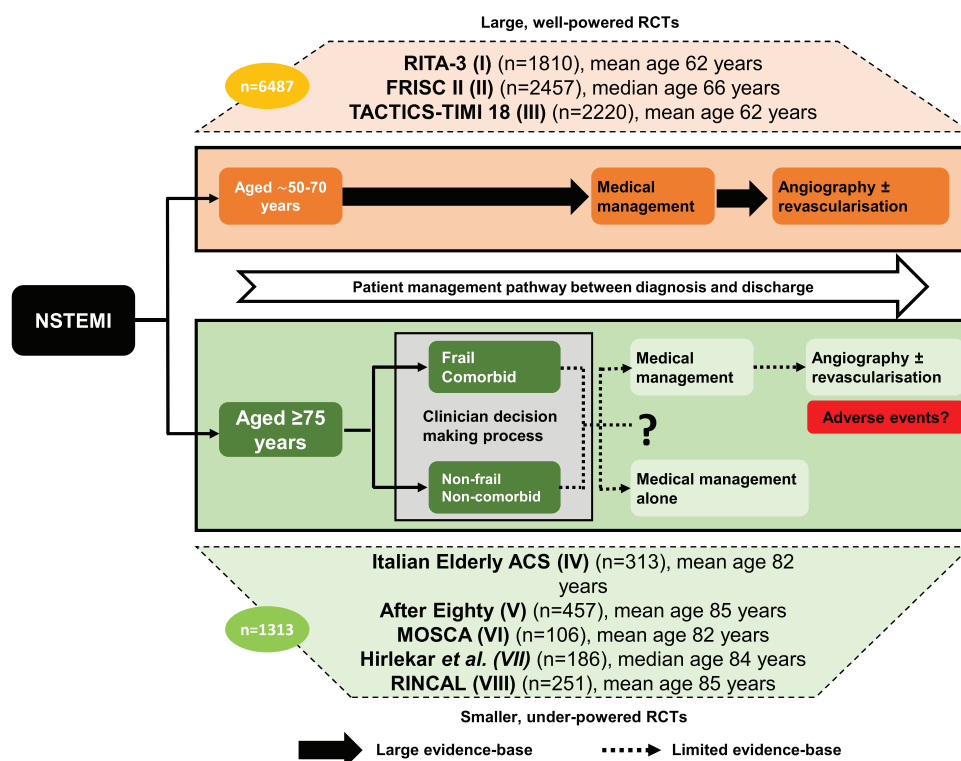 Large, well-powered RCTs
n=6487
RITA-3 (I) (n=1810), mean age 62 years
FRISC II (II) (n=2457), median age 66 years
TACTICS-TIMI 18 (III) (n=2220), mean age 62 years
Aged ~50-70
years
Medical
management
Angiography ±
revascularisation
Patient management pathway between diagnosis and discharge
NSTEMI
Aged ≥75
years
Frail
Comorbid
Clinician decision
making process
Non-frail
Non-comorbid
?
Medical
management
Angiography ±
revascularisation
Adverse events?
Medical management
alone
n=1313
Italian Elderly ACS (IV) (n=313), mean age 82
years
After Eighty (V) (n=457), mean age 85 years
MOSCA (VI) (n=106), mean age 82 years
Hirlekar et al. (VII) (n=186), median age 84 years
RINCAL (VIII) (n=251), mean age 85 years
Smaller, under-powered RCTs
Large evidence-base
Limited evidence-base